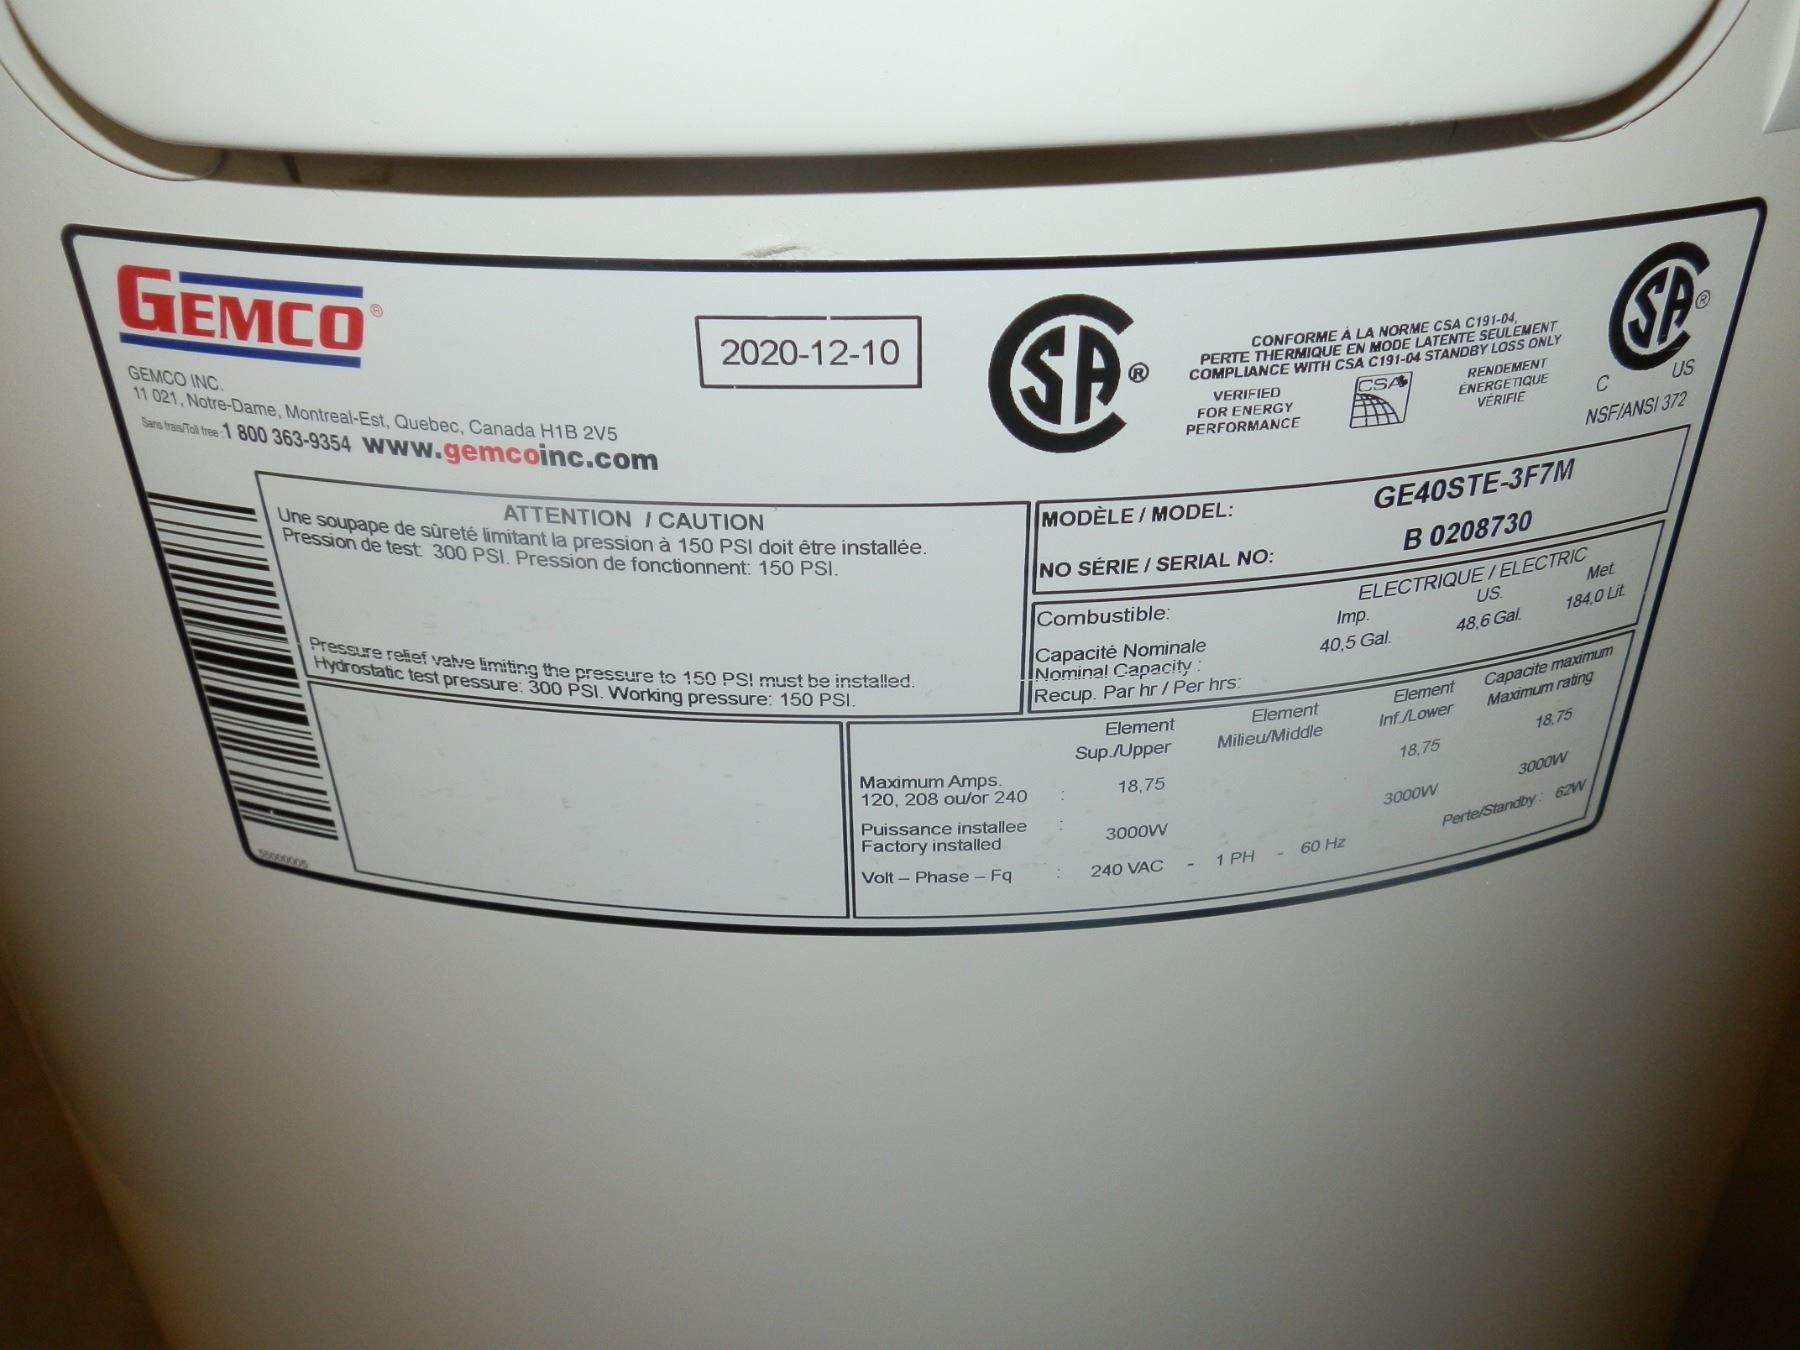 GEMCO®
GEMCO INC.
11 021, Notre-Dame, Montreal-Est, Quebec, Canada H1B 2V5
Sans frais/Toll free : 1 800 363-9354 www.gemcoinc.com
2020-12-10
CSA ®
CONFORME À LA NORME CSA C191-04,
PERTE THERMIQUE EN MODE LATENTE SEULEMENT
COMPLIANCE WITH CSA C191-04 STANDBY LOSS ONLY
VERIFIED
FOR ENERGY
PERFORMANCE
CSA
RENDEMENT
ÉNERGÉTIQUE
VÉRIFIÉ
CSA ®
C US
NSF/ANSI 372
ATTENTION / CAUTION
Une soupape de sûreté limitant la pression à 150 PSI doit être installée.
Pression de test: 300 PSI. Pression de fonctionnent: 150 PSI.
Pressure relief valve limiting the pressure to 150 PSI must be installed.
Hydrostatic test pressure: 300 PSI. Working pressure: 150 PSI.
MODÈLE / MODEL: GE40STE-3F7M
NO SÉRIE / SERIAL NO: B 0208730
Combustible: ELECTRIQUE / ELECTRIC
Imp. US. Met.
Capacité Nominale 40,5 Gal. 48,6 Gal. 184,0 Lit.
Nominal Capacity :
Recup. Par hr / Per hrs:
Element Element Element Capacite maximum
Sup./Upper Milieu/Middle Inf./Lower Maximum rating
Maximum Amps.
120, 208 ou/or 240 : 18,75 18,75 18,75
Puissance installee
Factory installed : 3000W 3000W 3000W
Volt – Phase – Fq : 240 VAC - 1 PH - 60 Hz Perte/Standby : 62W
55000005